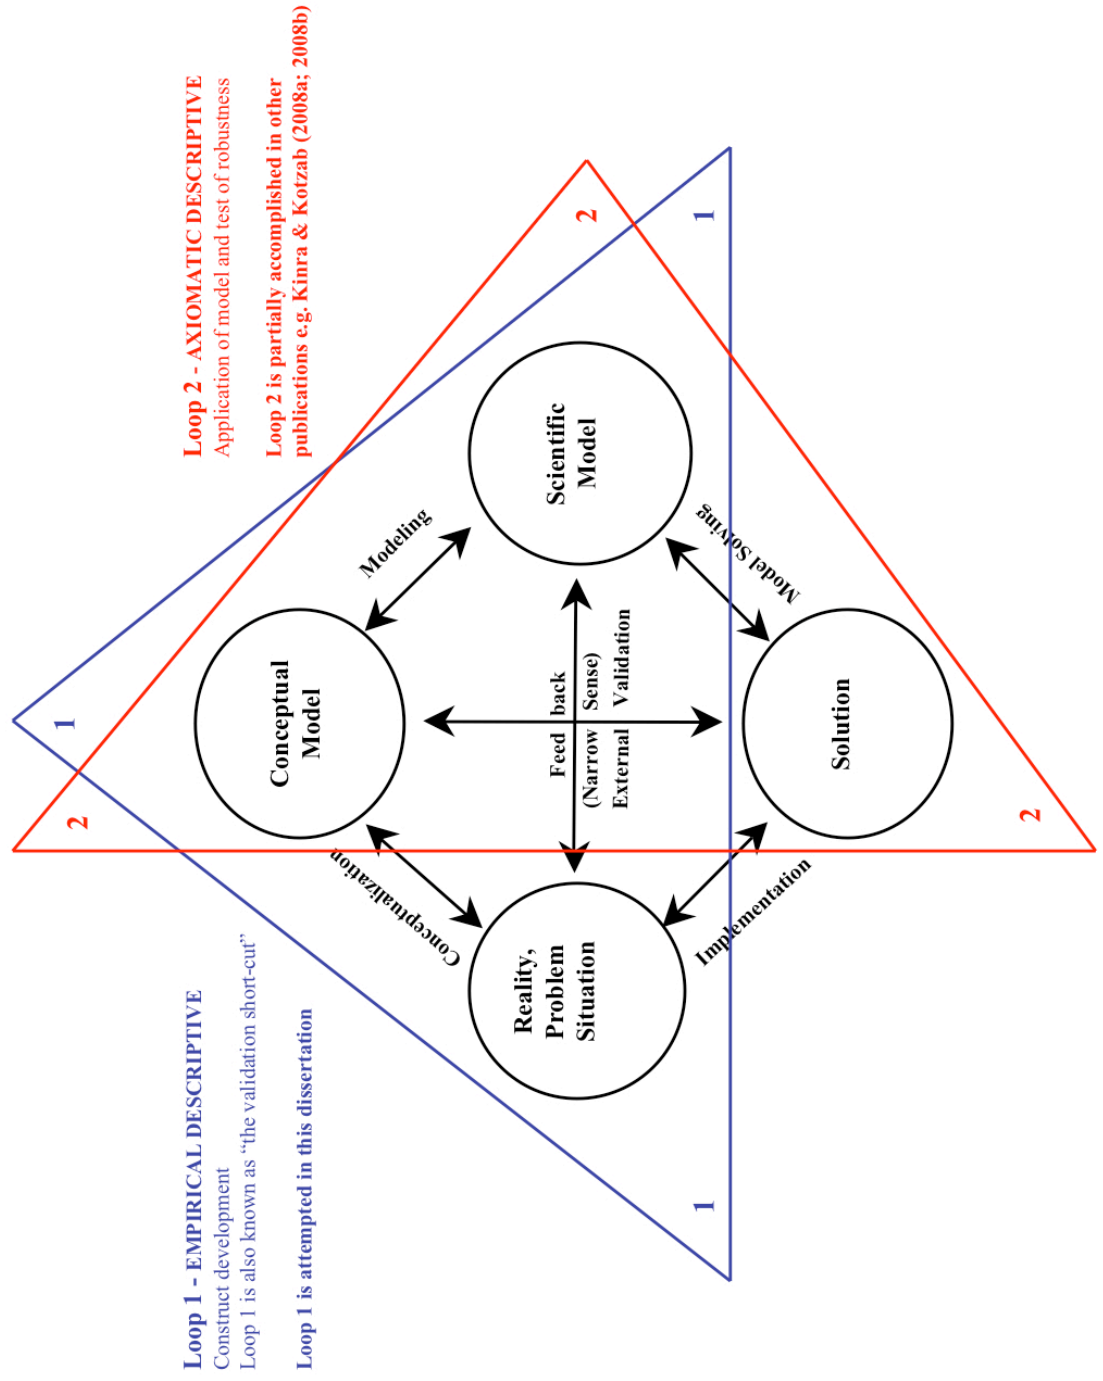 Loop 1 - EMPIRICAL DESCRIPTIVE
Construct development
Loop 1 is also known as “the validation short-cut”
Loop 1 is attempted in this dissertation
Loop 2 - AXIOMATIC DESCRIPTIVE
Application of model and test of robustness
Loop 2 is partially accomplished in other
publications e.g. Kinra & Kotzab (2008a; 2008b)
2
1
Conceptual
Model
Conceptualization
Modeling
Reality,
Problem
Situation
Feed back
(Narrow Sense)
External Validation
Scientific
Model
2
1
1
Implementation
Model Solving
Solution
2